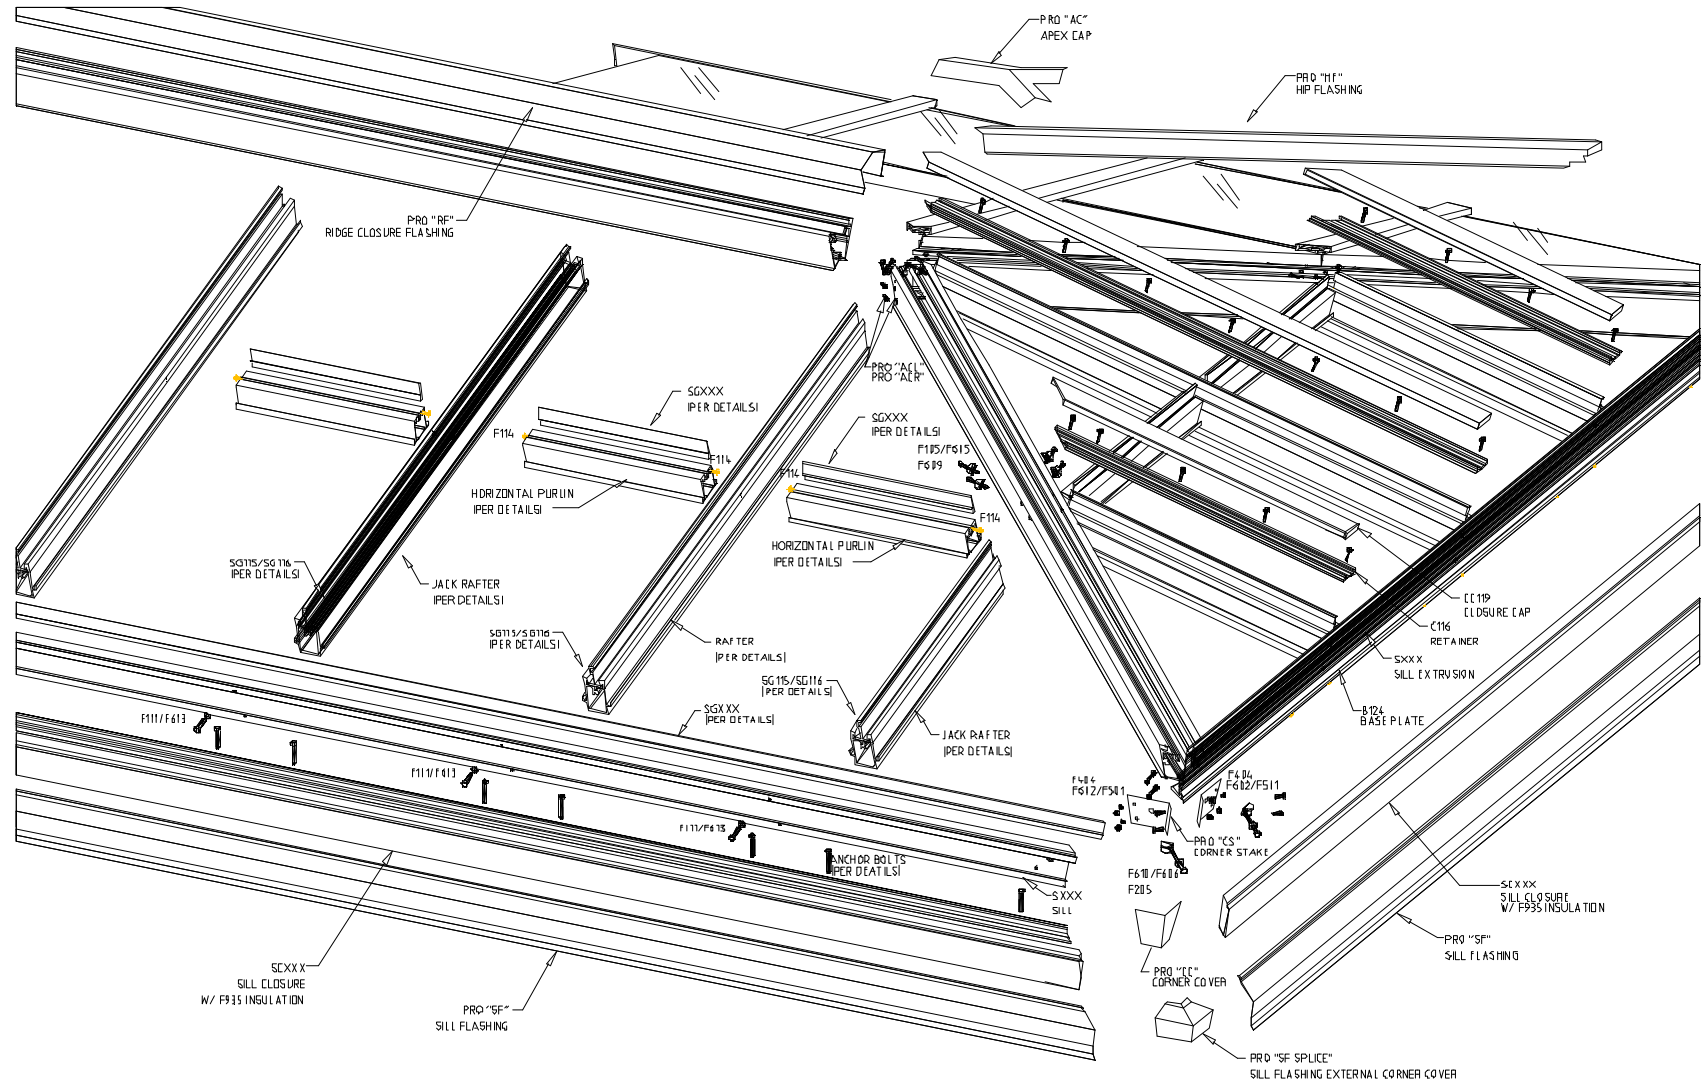 PRO "AC"
APEX CAP
PRO "HF"
HIP FLASHING
PRO "RF"
RIDGE CLOSURE FLASHING
PRO "ACL"
PRO "ACR"
SGXXX
(PER DETAILS)
SGXXX
(PER DETAILS)
F114
F114
F114
F114
F105/F615
F609
HORIZONTAL PURLIN
(PER DETAILS)
HORIZONTAL PURLIN
(PER DETAILS)
SG115/SG116
(PER DETAILS)
JACK RAFTER
(PER DETAILS)
SG115/SG116
(PER DETAILS)
RAFTER
(PER DETAILS)
SG115/SG116
(PER DETAILS)
SGXXX
(PER DETAILS)
JACK RAFTER
(PER DETAILS)
CC119
CLOSURE CAP
C116
RETAINER
SXXX
SILL EXTRUSION
B124
BASE PLATE
F111/F613
F111/F613
F111/F613
F404
F612/F501
F404
F602/F511
PRO "CS"
CORNER STAKE
ANCHOR BOLTS
(PER DEATILS)
F610/F606
F205
SXXX
SILL
SCXXX
SILL CLOSURE
W/ F935 INSULATION
PRO "SF"
SILL FLASHING
SCXXX
SILL CLOSURE
W/ F935 INSULATION
PRO "CC"
CORNER COVER
PRO "SF"
SILL FLASHING
PRO "SF SPLICE"
SILL FLASHING EXTERNAL CORNER COVER